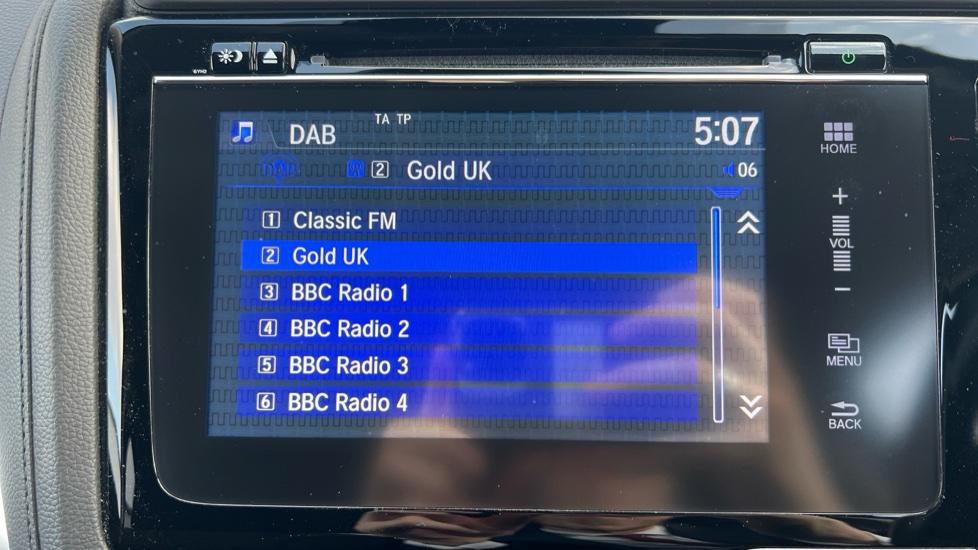 TA TP
DAB
5:07
2 Gold UK
06
1 Classic FM
2 Gold UK
3 BBC Radio 1
4 BBC Radio 2
5 BBC Radio 3
6 BBC Radio 4
HOME
+
VOL
−
MENU
BACK